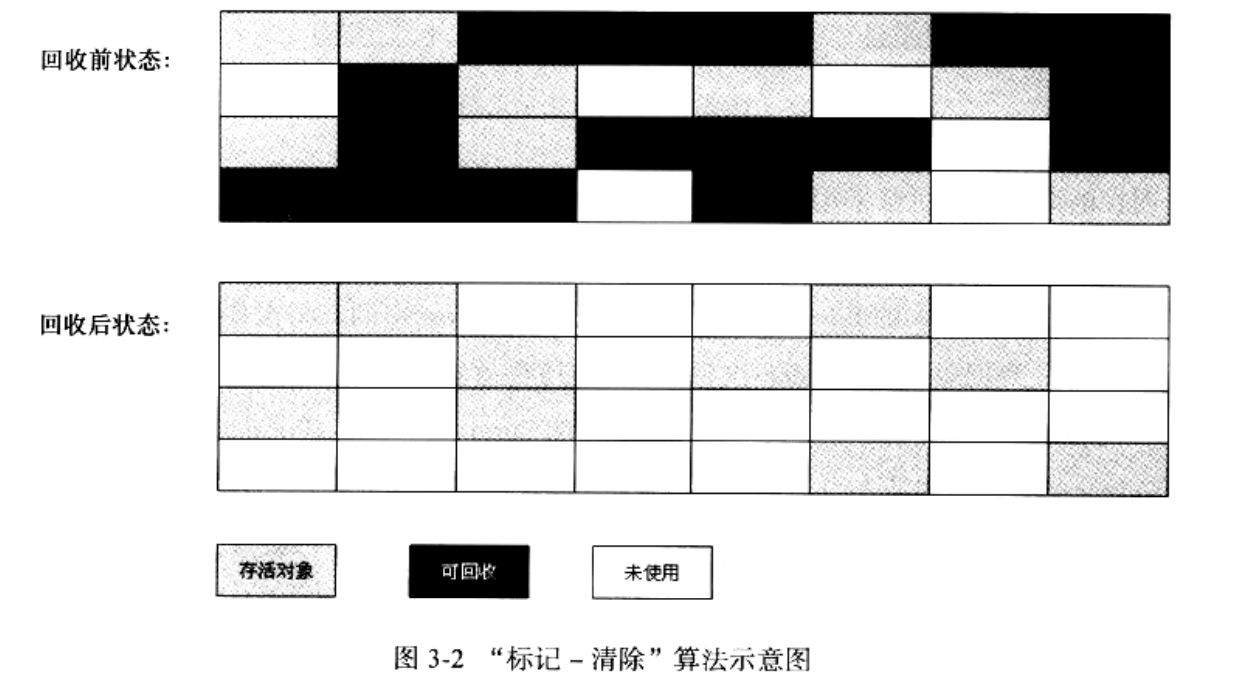 回收前状态:
回收后状态:
存活对象
可回收
未使用
图 3-2 “标记 – 清除”算法示意图